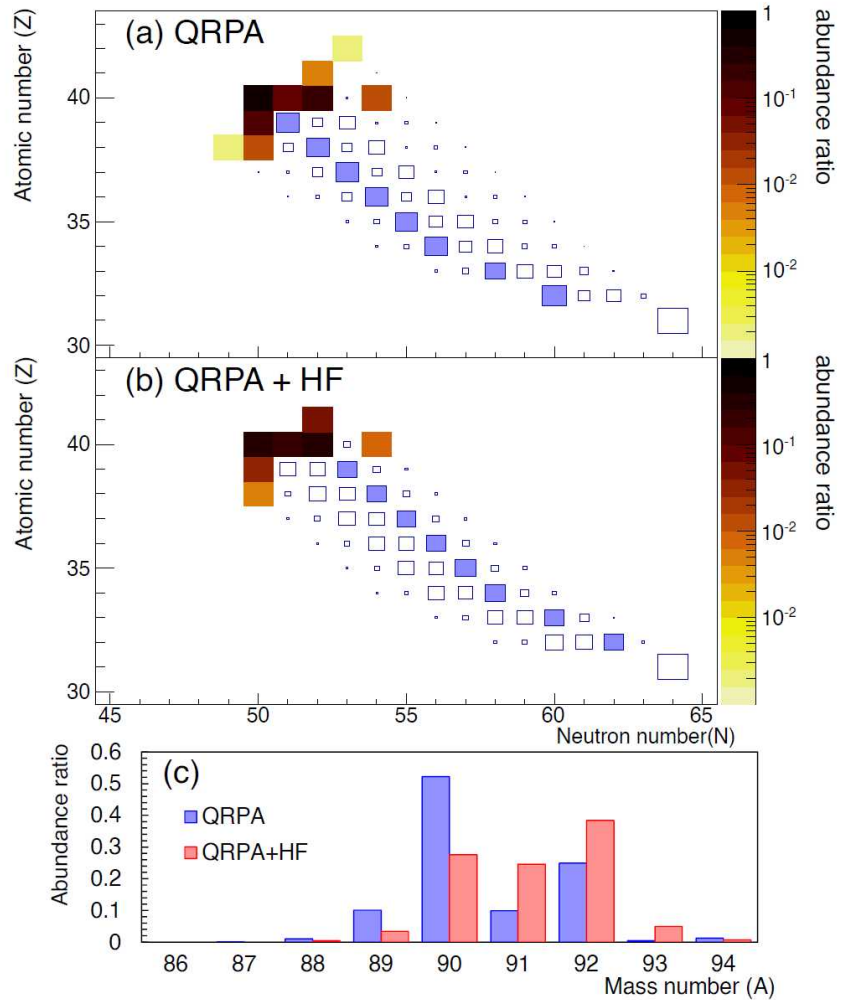 (a) QRPA
Atomic number (Z)
40
35
30
1
10⁻¹
10⁻²
10⁻²
abundance ratio
(b) QRPA + HF
Atomic number (Z)
40
35
30
45
50
55
60
65
Neutron number(N)
1
10⁻¹
10⁻²
10⁻²
abundance ratio
(c)
Abundance ratio
0.6
0.5
0.4
0.3
0.2
0.1
0
QRPA
QRPA+HF
86 87 88 89 90 91 92 93 94
Mass number (A)